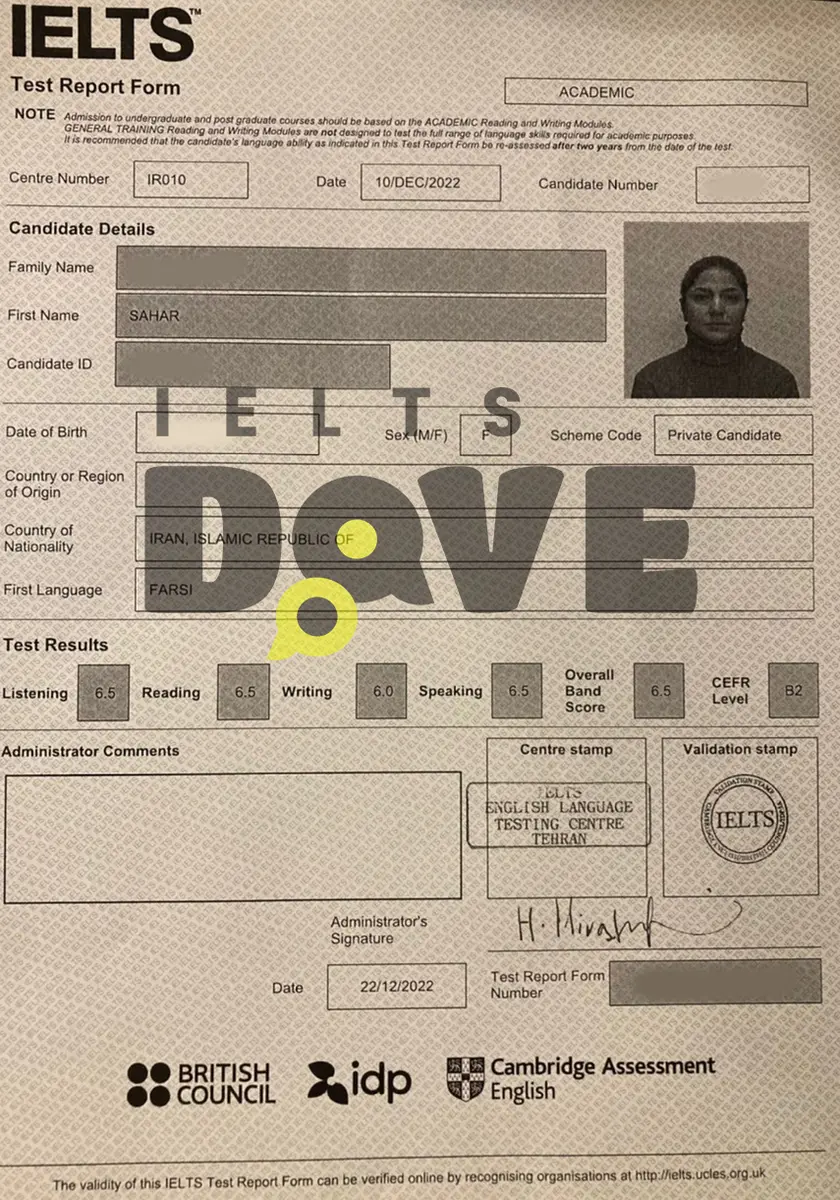 IELTS™
Test Report Form
ACADEMIC
NOTE Admission to undergraduate and post graduate courses should be based on the ACADEMIC Reading and Writing Modules.
GENERAL TRAINING Reading and Writing Modules are not designed to test the full range of language skills required for academic purposes.
It is recommended that the candidate's language ability as indicated in this Test Report Form be re-assessed after two years from the date of the test.
Centre Number IR010 Date 10/DEC/2022 Candidate Number
Candidate Details
Family Name
First Name SAHAR
Candidate ID
IELTS
Date of Birth Sex (M/F) F Scheme Code Private Candidate
Country or Region
of Origin
DAVE
Country of
Nationality
IRAN, ISLAMIC REPUBLIC OF
First Language FARSI
Test Results
Listening 6.5 Reading 6.5 Writing 6.0 Speaking 6.5 Overall Band Score 6.5 CEFR Level B2
Administrator Comments
Centre stamp
IELTS
ENGLISH LANGUAGE
TESTING CENTRE
TEHRAN
Validation stamp
VALIDATION STAMP
IELTS
Administrator's
Signature
Date 22/12/2022
Test Report Form
Number
BRITISH
COUNCIL
idp
Cambridge Assessment
English
The validity of this IELTS Test Report Form can be verified online by recognising organisations at http://ielts.ucles.org.uk